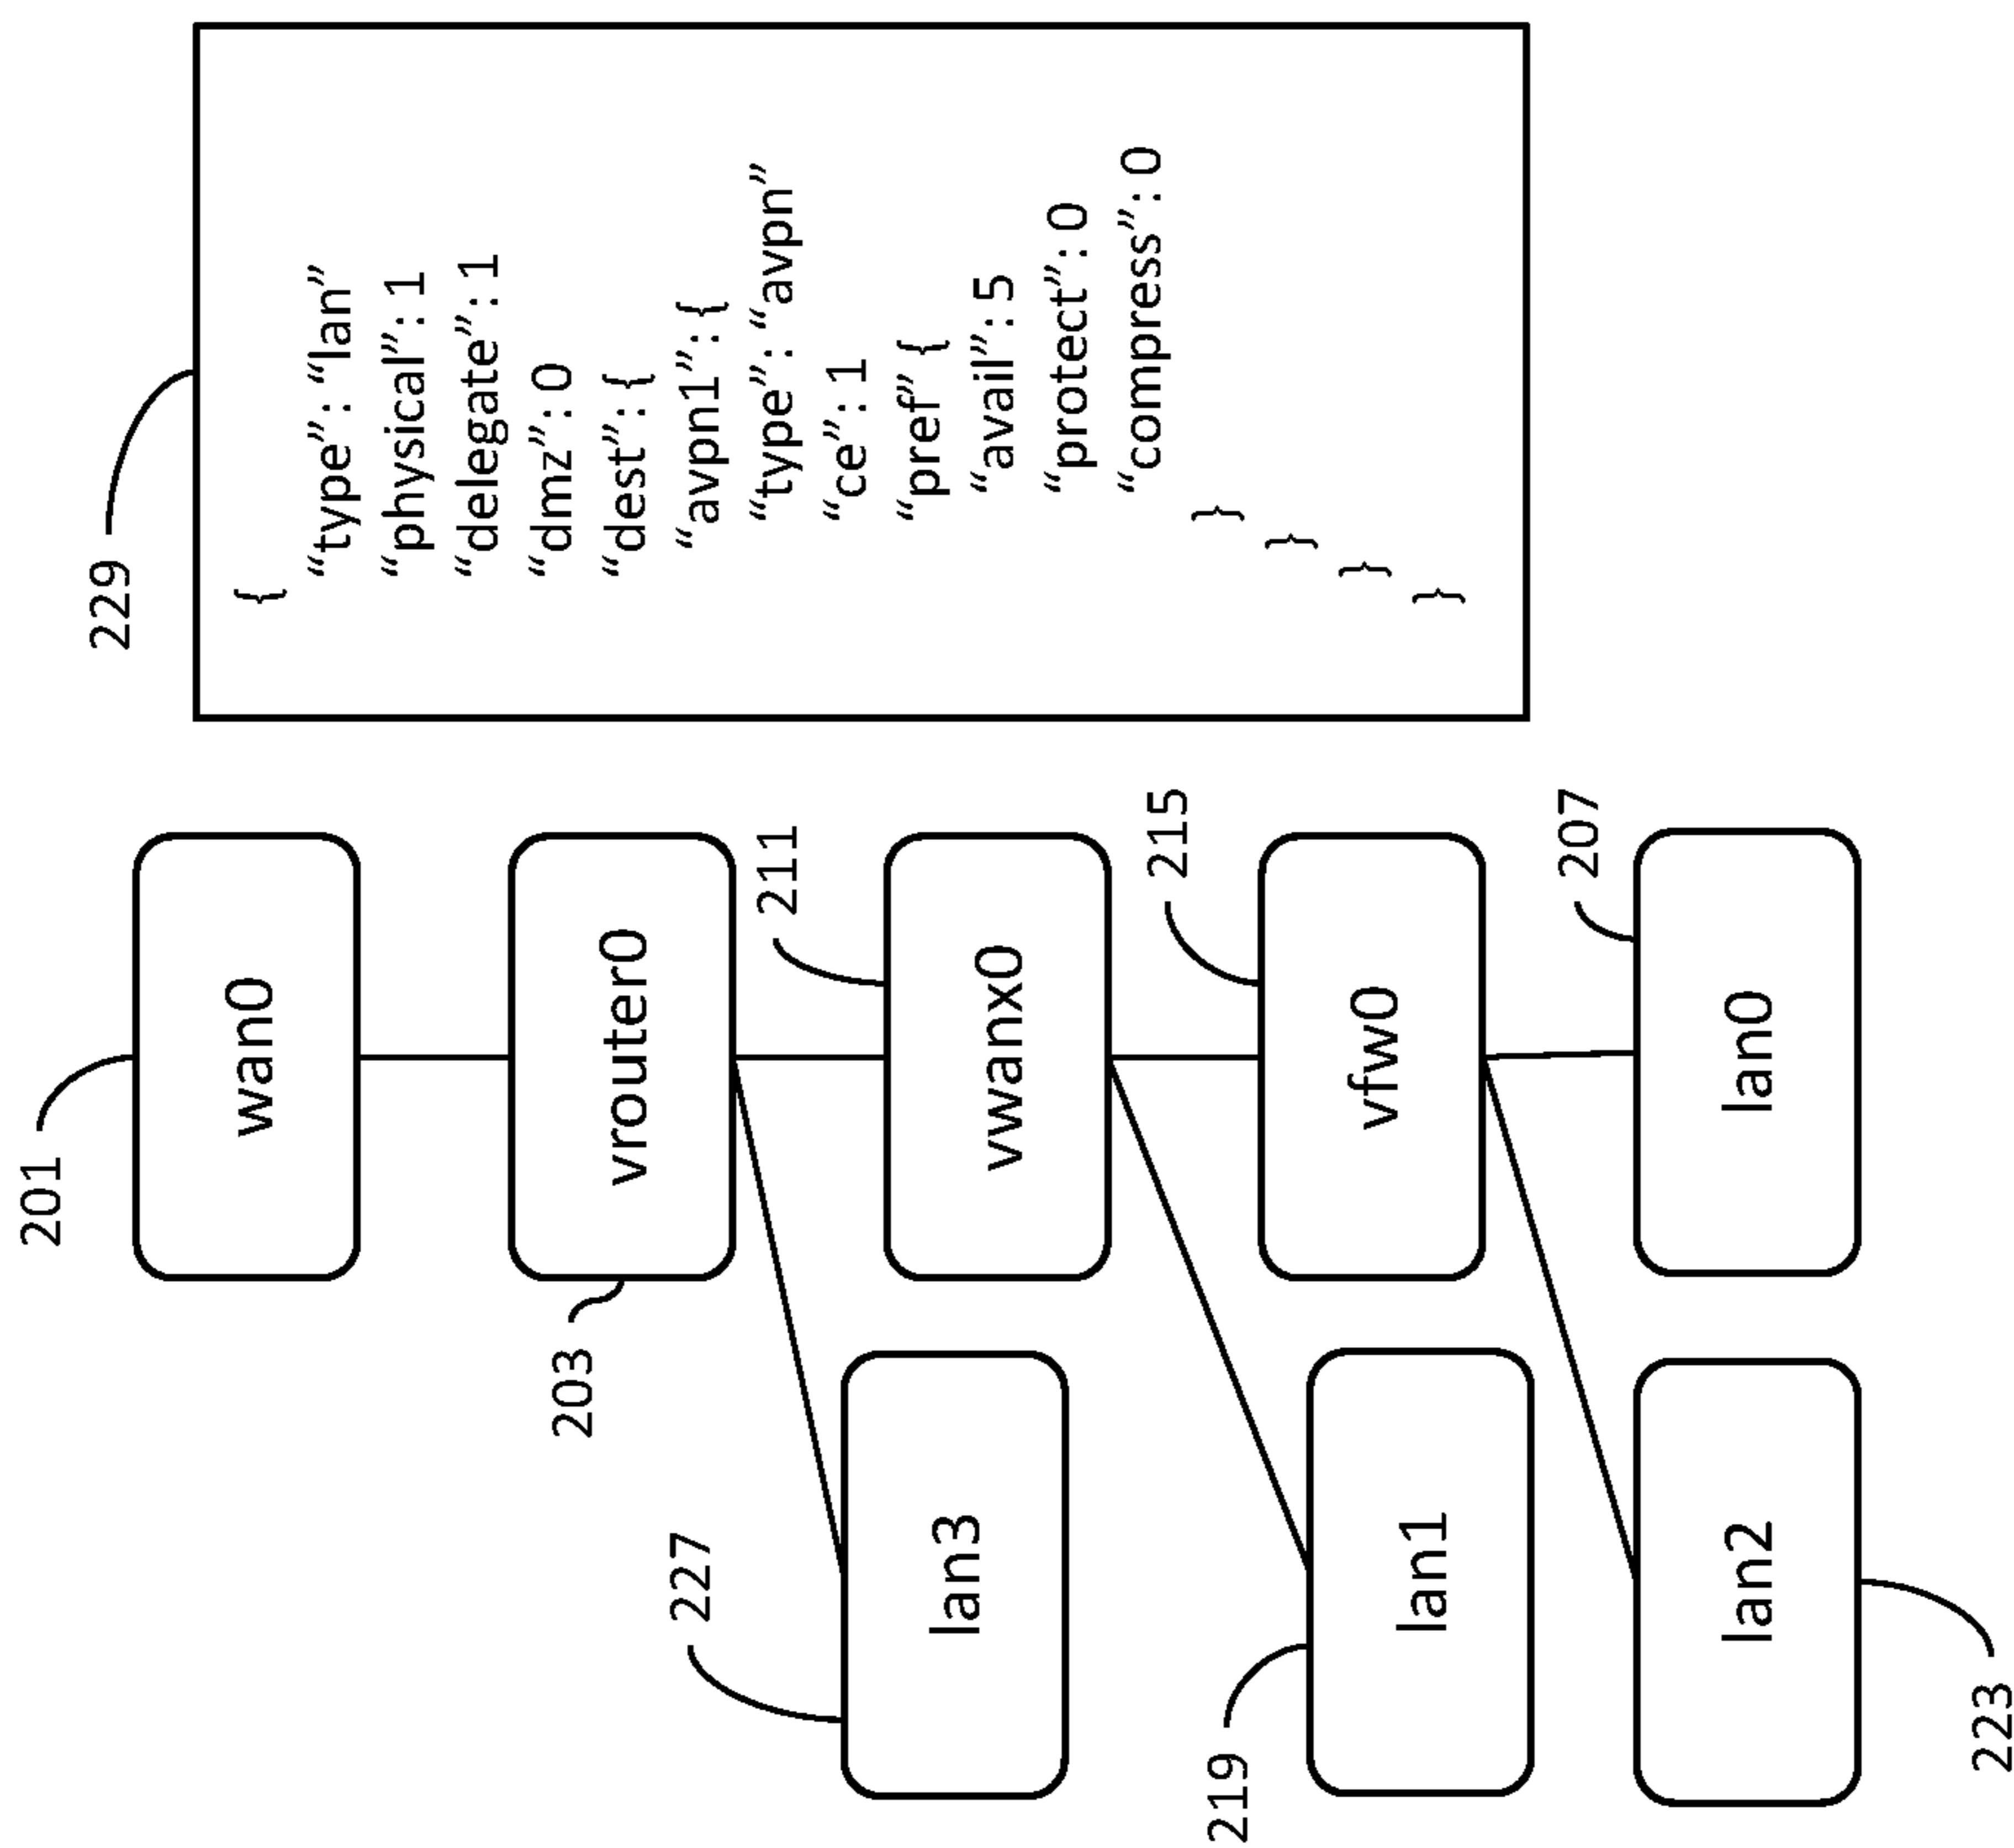 229
{
“type”: “lan”
“physical”: 1
“delegate”: 1
“dmz”: 0
“dest”: {
“avpn1”: {
“type”: “avpn”
“ce”: 1
“pref” {
“avail”: 5
“protect”: 0
“compress”: 0
}
}
}
}
201
wan0
203
vrouter0
211
vwanx0
215
vfw0
207
lan0
227
lan3
219
lan1
lan2
223